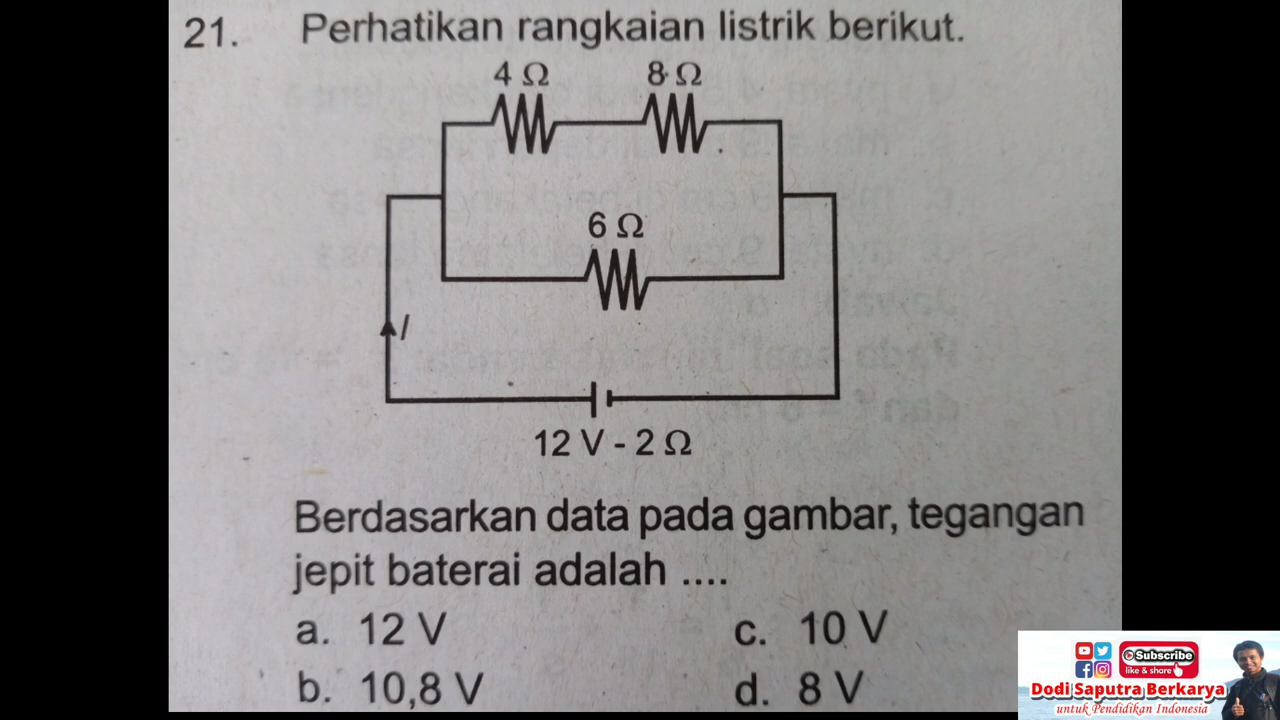 21. Perhatikan rangkaian listrik berikut.
4 Ω 8 Ω
6 Ω
I
12 V - 2 Ω
Berdasarkan data pada gambar, tegangan
jepit baterai adalah ....
a. 12 V c. 10 V
b. 10,8 V d. 8 V
Subscribe
like & share
Dodi Saputra Berkarya
untuk Pendidikan Indonesia